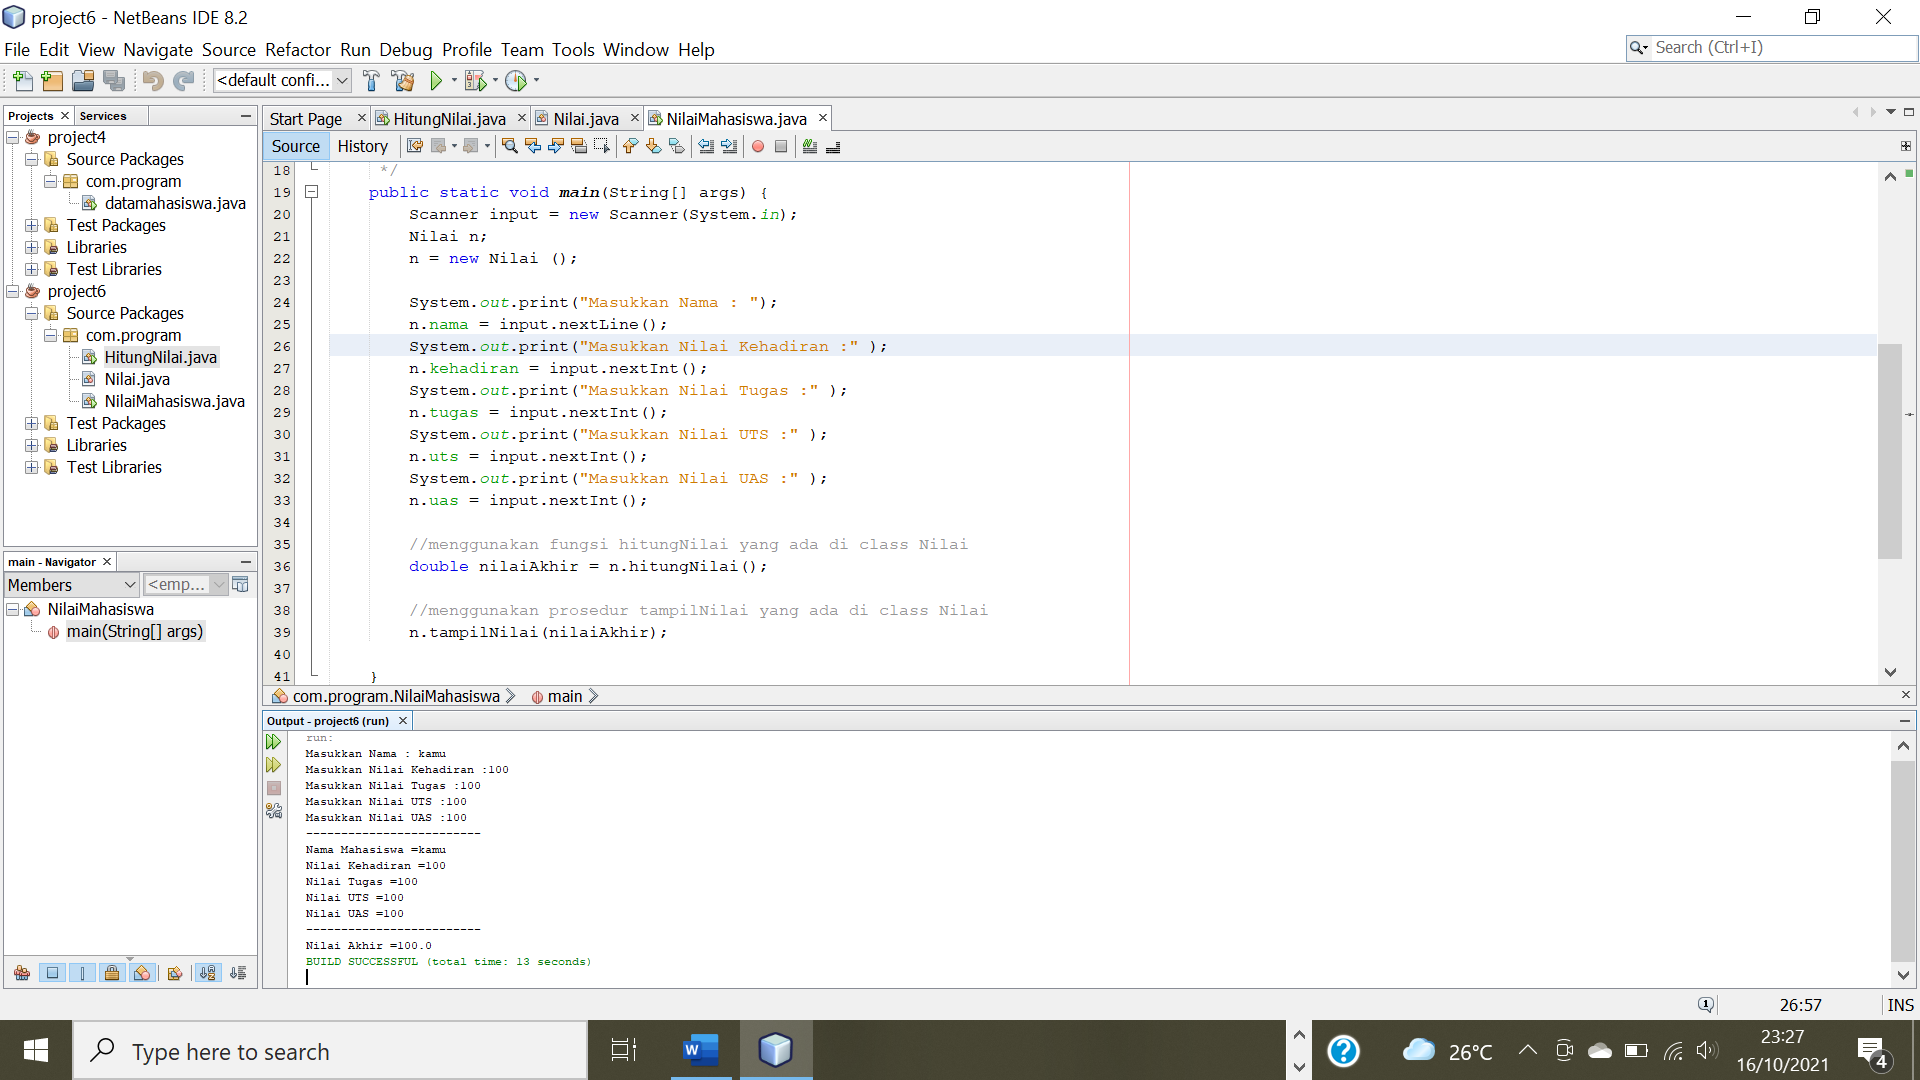 project6 - NetBeans IDE 8.2
File Edit View Navigate Source Refactor Run Debug Profile Team Tools Window Help
Search (Ctrl+I)
<default confi...
Projects Services
project4
Source Packages
com.program
datamahasiswa.java
Test Packages
Libraries
Test Libraries
project6
Source Packages
com.program
HitungNilai.java
Nilai.java
NilaiMahasiswa.java
Test Packages
Libraries
Test Libraries
main - Navigator
Members <emp...
NilaiMahasiswa
main(String[] args)
Start Page HitungNilai.java Nilai.java NilaiMahasiswa.java
Source History
18 */
19 public static void main(String[] args) {
20 Scanner input = new Scanner(System.in);
21 Nilai n;
22 n = new Nilai ();
23
24 System.out.print("Masukkan Nama : ");
25 n.nama = input.nextLine();
26 System.out.print("Masukkan Nilai Kehadiran :" );
27 n.kehadiran = input.nextInt();
28 System.out.print("Masukkan Nilai Tugas :" );
29 n.tugas = input.nextInt();
30 System.out.print("Masukkan Nilai UTS :" );
31 n.uts = input.nextInt();
32 System.out.print("Masukkan Nilai UAS :" );
33 n.uas = input.nextInt();
34
35 //menggunakan fungsi hitungNilai yang ada di class Nilai
36 double nilaiAkhir = n.hitungNilai();
37
38 //menggunakan prosedur tampilNilai yang ada di class Nilai
39 n.tampilNilai(nilaiAkhir);
40
41 }
com.program.NilaiMahasiswa main
Output - project6 (run)
run:
Masukkan Nama : kamu
Masukkan Nilai Kehadiran :100
Masukkan Nilai Tugas :100
Masukkan Nilai UTS :100
Masukkan Nilai UAS :100
-------------------------
Nama Mahasiswa =kamu
Nilai Kehadiran =100
Nilai Tugas =100
Nilai UTS =100
Nilai UAS =100
-------------------------
Nilai Akhir =100.0
BUILD SUCCESSFUL (total time: 13 seconds)
26:57 INS
Type here to search
26°C
23:27
16/10/2021
4